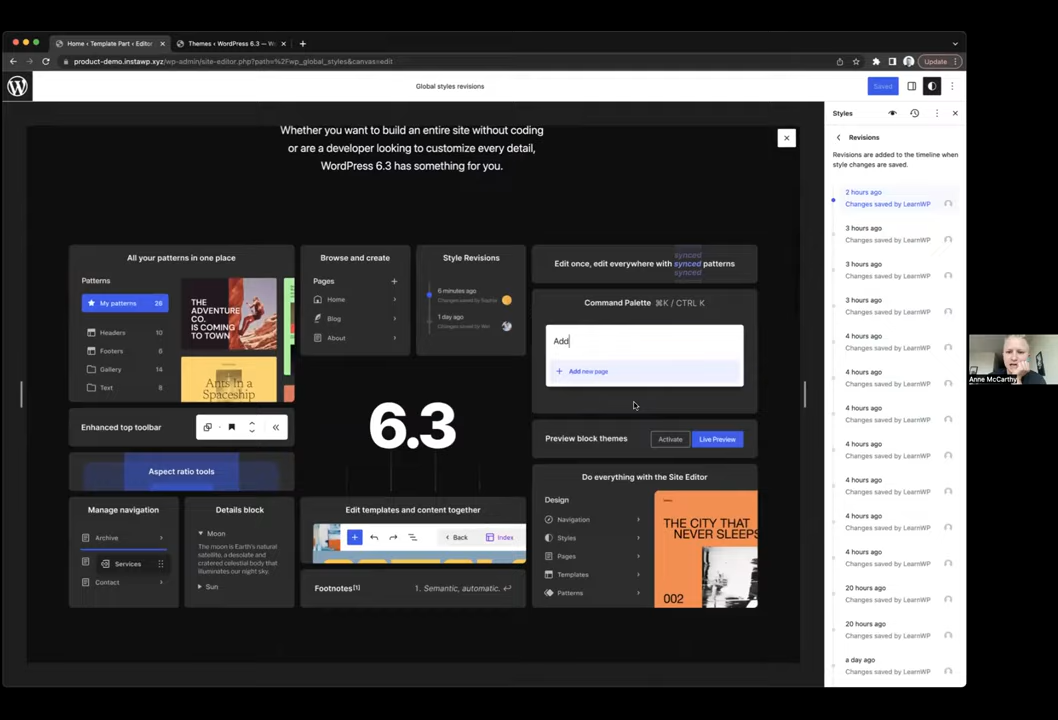 Home ‹ Template Part ‹ Editor
Themes ‹ WordPress 6.3 —
product-demo.instawp.xyz/wp-admin/site-editor.php?path=%2Fwp_global_styles&canvas=edit
Update
Global styles revisions
Saved
Whether you want to build an entire site without coding
or are a developer looking to customize every detail,
WordPress 6.3 has something for you.
All your patterns in one place
Patterns
My patterns 26
Headers 10
Footers 6
Gallery 14
Text 8
THE
ADVENTURE
CO.
IS COMING
TO TOWN
Ants in a
Spaceship
Browse and create
Pages
Home
Blog
About
Style Revisions
6 minutes ago
1 day ago
Edit once, edit everywhere with synced patterns
synced
synced
Command Palette ⌘K / CTRL K
Add
Add new page
Enhanced top toolbar
6.3
Preview block themes
Activate
Live Preview
Aspect ratio tools
Manage navigation
Archive
Services
Contact
Details block
Moon
The moon is Earth's natural
satellite, a desolate and
cratered celestial body that
illuminates our night sky.
Sun
Edit templates and content together
Back
Index
Footnotes[1]
1. Semantic, automatic.
Do everything with the Site Editor
Design
Navigation
Styles
Pages
Templates
Patterns
THE CITY THAT
NEVER SLEEPS
002
Styles
Revisions
Revisions are added to the timeline when
style changes are saved.
2 hours ago
Changes saved by LearnWP
3 hours ago
Changes saved by LearnWP
3 hours ago
Changes saved by LearnWP
3 hours ago
Changes saved by LearnWP
4 hours ago
Changes saved by LearnWP
4 hours ago
Changes saved by LearnWP
4 hours ago
Changes saved by LearnWP
4 hours ago
Changes saved by LearnWP
4 hours ago
Changes saved by LearnWP
4 hours ago
Changes saved by LearnWP
4 hours ago
Changes saved by LearnWP
20 hours ago
Changes saved by LearnWP
20 hours ago
Changes saved by LearnWP
a day ago
Changes saved by LearnWP
Anne McCarthy